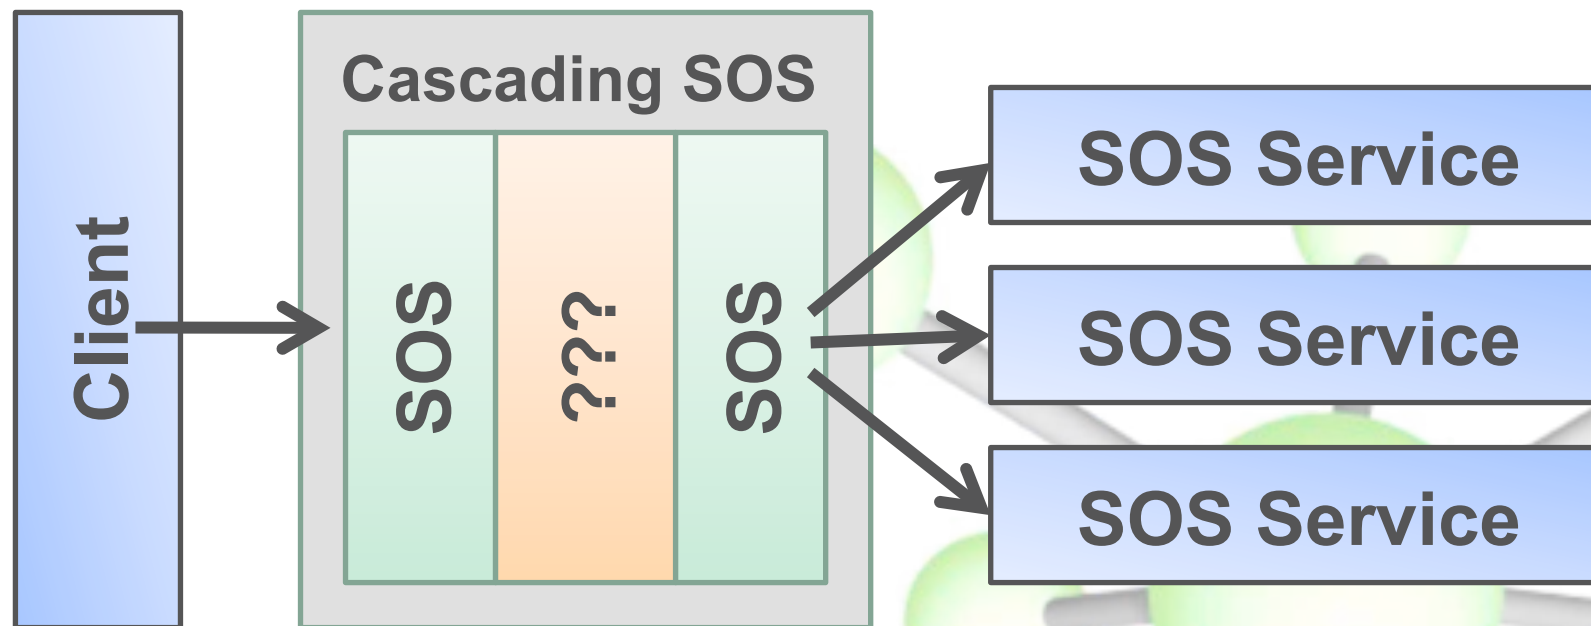 Client
Cascading SOS
SOS
???
SOS
SOS Service
SOS Service
SOS Service